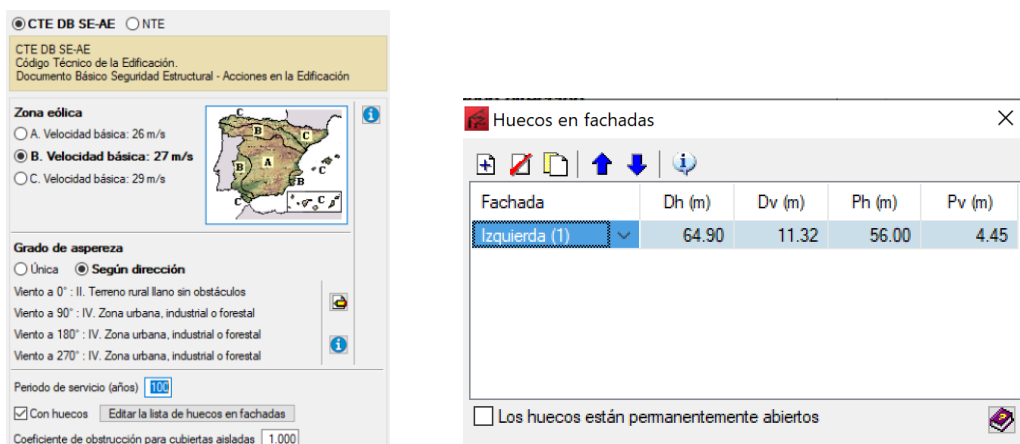 CTE DB SE-AE NTE
CTE DB SE-AE
Código Técnico de la Edificación.
Documento Básico Seguridad Estructural - Acciones en la Edificación
Zona eólica
A. Velocidad básica: 26 m/s
B. Velocidad básica: 27 m/s
C. Velocidad básica: 29 m/s
C
B
C
B
A
C
B
C
C
Grado de aspereza
Única Según dirección
Viento a 0° : II. Terreno rural llano sin obstáculos
Viento a 90° : IV. Zona urbana, industrial o forestal
Viento a 180° : IV. Zona urbana, industrial o forestal
Viento a 270° : IV. Zona urbana, industrial o forestal
Periodo de servicio (años) 100
Con huecos Editar la lista de huecos en fachadas
Coeficiente de obstrucción para cubiertas aisladas 1.000
Huecos en fachadas
Fachada Dh (m) Dv (m) Ph (m) Pv (m)
Izquierda (1) 64.90 11.32 56.00 4.45
Los huecos están permanentemente abiertos